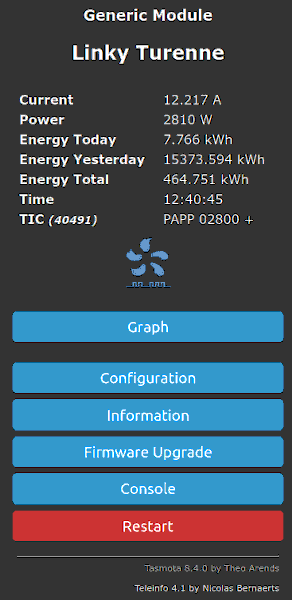 Generic Module
Linky Turenne
Current 12.217 A
Power 2810 W
Energy Today 7.766 kWh
Energy Yesterday 15373.594 kWh
Energy Total 464.751 kWh
Time 12:40:45
TIC (40491) PAPP 02800 +
Graph
Configuration
Information
Firmware Upgrade
Console
Restart
Tasmota 8.4.0 by Theo Arends
Teleinfo 4.1 by Nicolas Bernaerts